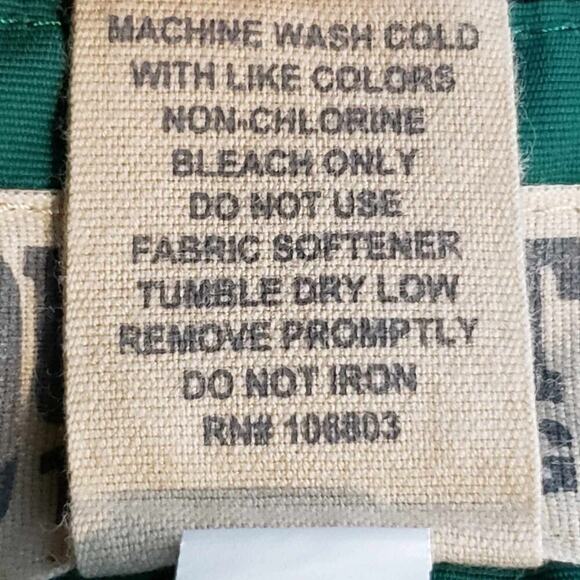 MACHINE WASH COLD
WITH LIKE COLORS
NON-CHLORINE
BLEACH ONLY
DO NOT USE
FABRIC SOFTENER
TUMBLE DRY LOW
REMOVE PROMPTLY
DO NOT IRON
RN# 106803